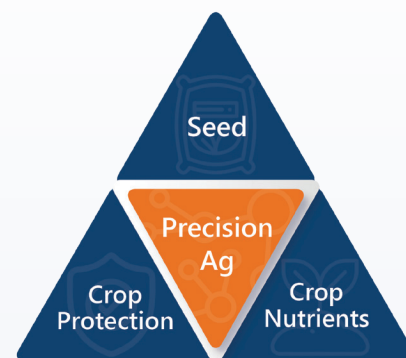 Seed
Precision
Ag
Crop
Protection
Crop
Nutrients